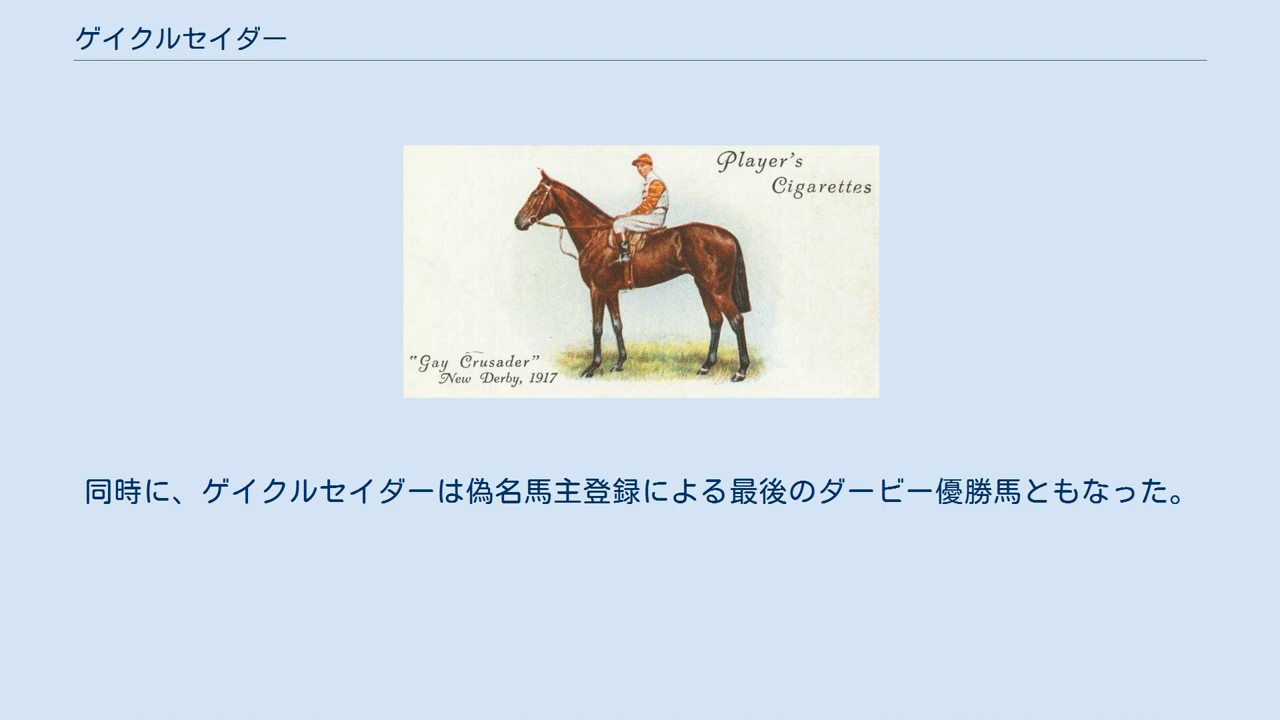 ゲイクルセイダー
Player's
Cigarettes
"Gay Crusader"
New Derby, 1917
同時に、ゲイクルセイダーは偽名馬主登録による最後のダービー優勝馬ともなった。